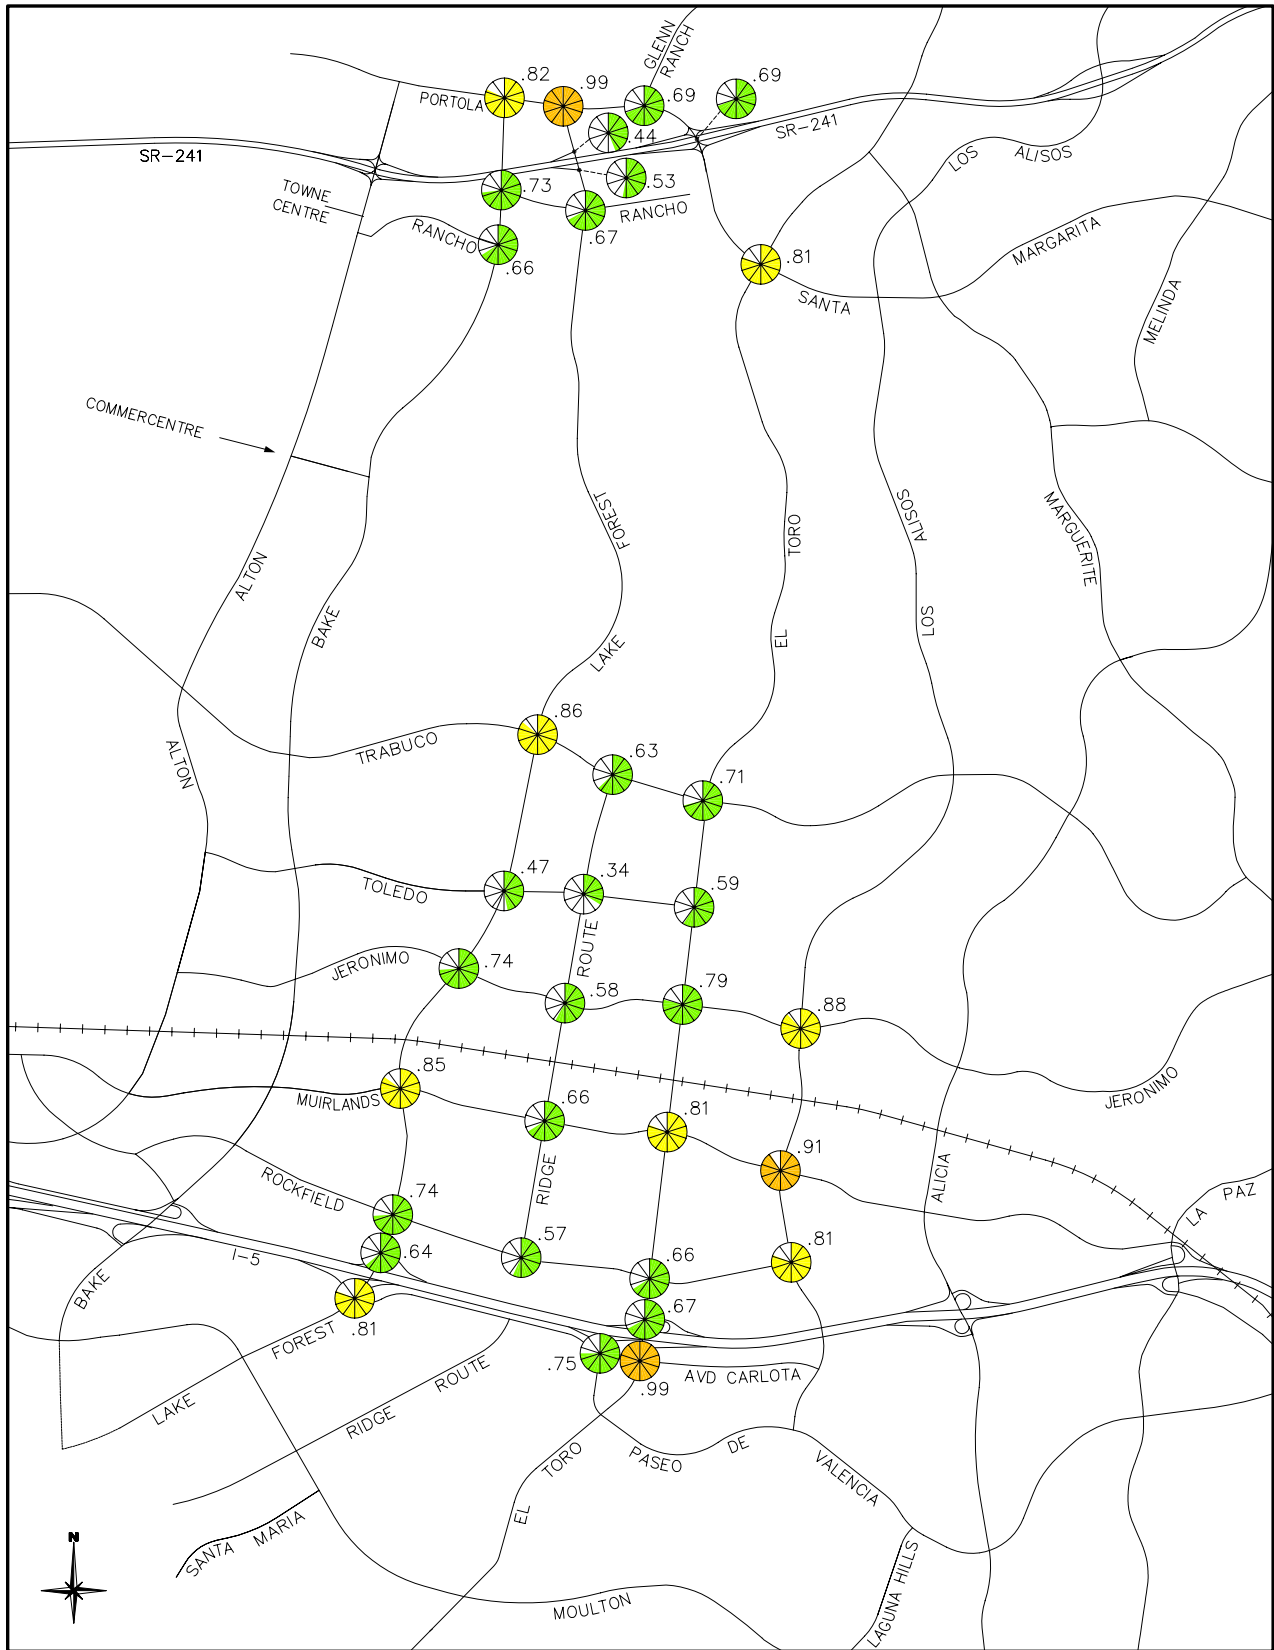 GLENN
RANCH
.82
.99
.69
.69
PORTOLA
.44
SR-241
SR-241
LOS
ALISOS
TOWNE
CENTRE
.73
.53
RANCHO
RANCHO
.67
.66
.81
MARGARITA
SANTA
MELINDA
COMMERCENTRE
FOREST
TORO
ALISOS
MARGUERITE
ALTON
BAKE
LOS
EL
LAKE
.86
TRABUCO
ALTON
.63
.71
.47
.34
.59
TOLEDO
ROUTE
JERONIMO
.74
.58
.79
.88
.85
MUIRLANDS
.66
.81
JERONIMO
.91
ROCKFIELD
RIDGE
ALICIA
LA PAZ
.74
.57
.81
.64
I-5
.66
BAKE
.67
.81
FOREST
.75
.99
AVD CARLOTA
ROUTE
LAKE
RIDGE
TORO
PASEO
DE
VALENCIA
EL
SANTA MARIA
N
LAGUNA HILLS
MOULTON